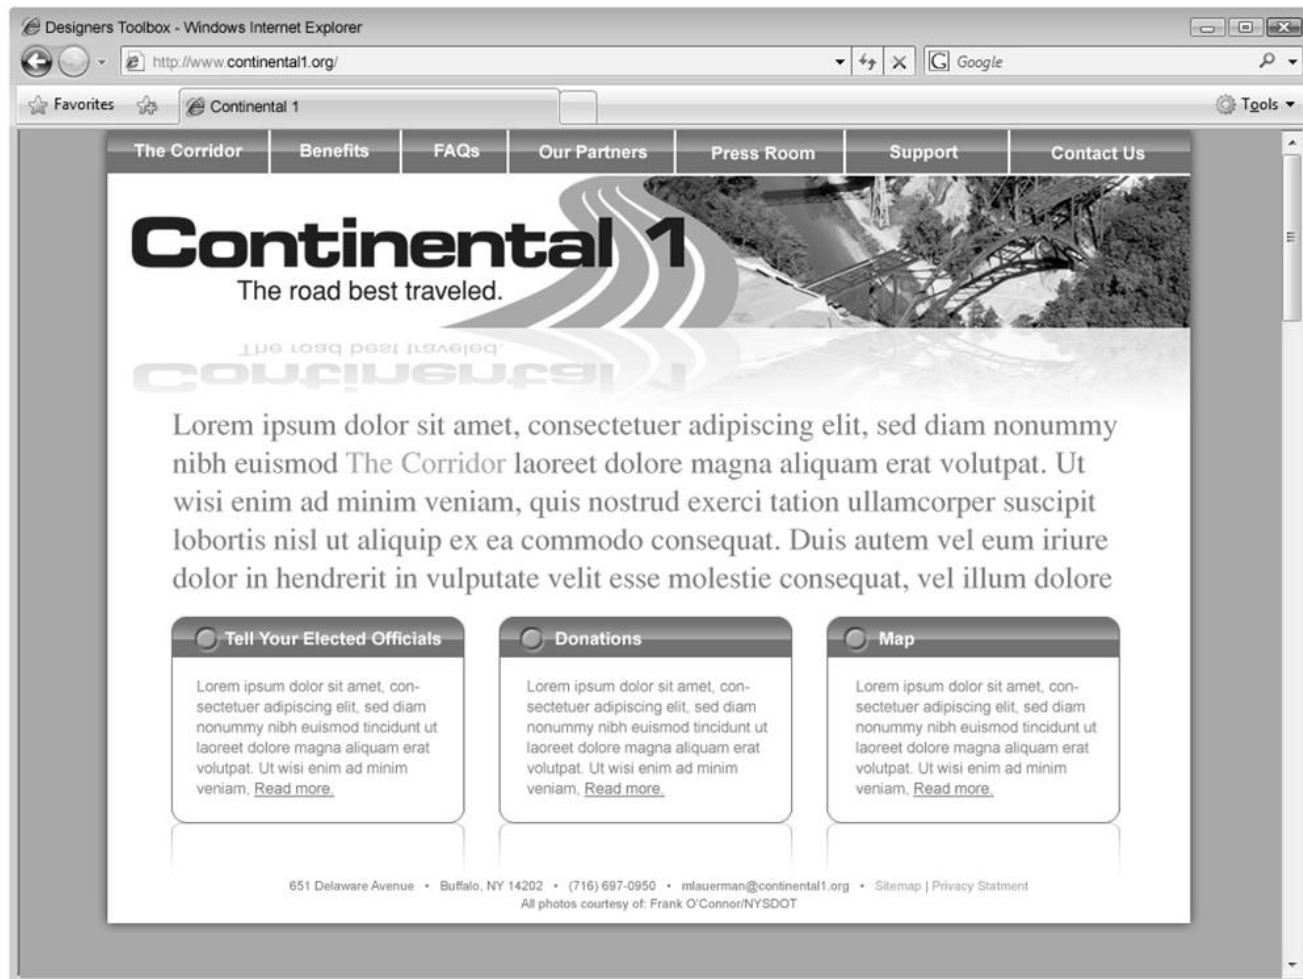 Designers Toolbox - Windows Internet Explorer
http://www.continental1.org/
Google
Favorites
Continental 1
Tools
The Corridor Benefits FAQs Our Partners Press Room Support Contact Us
Continental 1
The road best traveled.
The road best traveled.
Continental 1
Lorem ipsum dolor sit amet, consectetuer adipiscing elit, sed diam nonummy
nibh euismod The Corridor laoreet dolore magna aliquam erat volutpat. Ut
wisi enim ad minim veniam, quis nostrud exerci tation ullamcorper suscipit
lobortis nisl ut aliquip ex ea commodo consequat. Duis autem vel eum iriure
dolor in hendrerit in vulputate velit esse molestie consequat, vel illum dolore
Tell Your Elected Officials
Lorem ipsum dolor sit amet, con-
sectetuer adipiscing elit, sed diam
nonummy nibh euismod tincidunt ut
laoreet dolore magna aliquam erat
volutpat. Ut wisi enim ad minim
veniam, Read more.
Donations
Lorem ipsum dolor sit amet, con-
sectetuer adipiscing elit, sed diam
nonummy nibh euismod tincidunt ut
laoreet dolore magna aliquam erat
volutpat. Ut wisi enim ad minim
veniam, Read more.
Map
Lorem ipsum dolor sit amet, con-
sectetuer adipiscing elit, sed diam
nonummy nibh euismod tincidunt ut
laoreet dolore magna aliquam erat
volutpat. Ut wisi enim ad minim
veniam, Read more.
651 Delaware Avenue • Buffalo, NY 14202 • (716) 697-0950 • mlauerman@continental1.org • Sitemap | Privacy Statment
All photos courtesy of: Frank O'Connor/NYSDOT